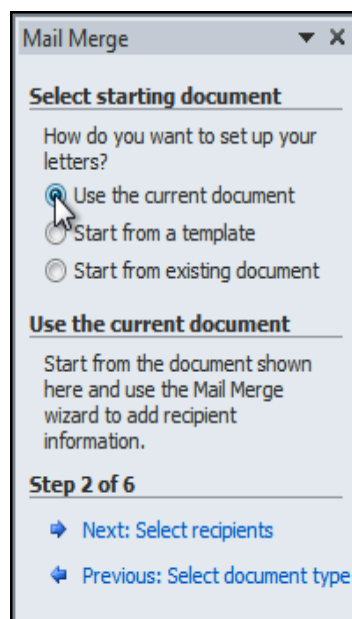 Mail Merge
Select starting document
How do you want to set up your
letters?
Use the current document
Start from a template
Start from existing document
Use the current document
Start from the document shown
here and use the Mail Merge
wizard to add recipient
information.
Step 2 of 6
Next: Select recipients
Previous: Select document type